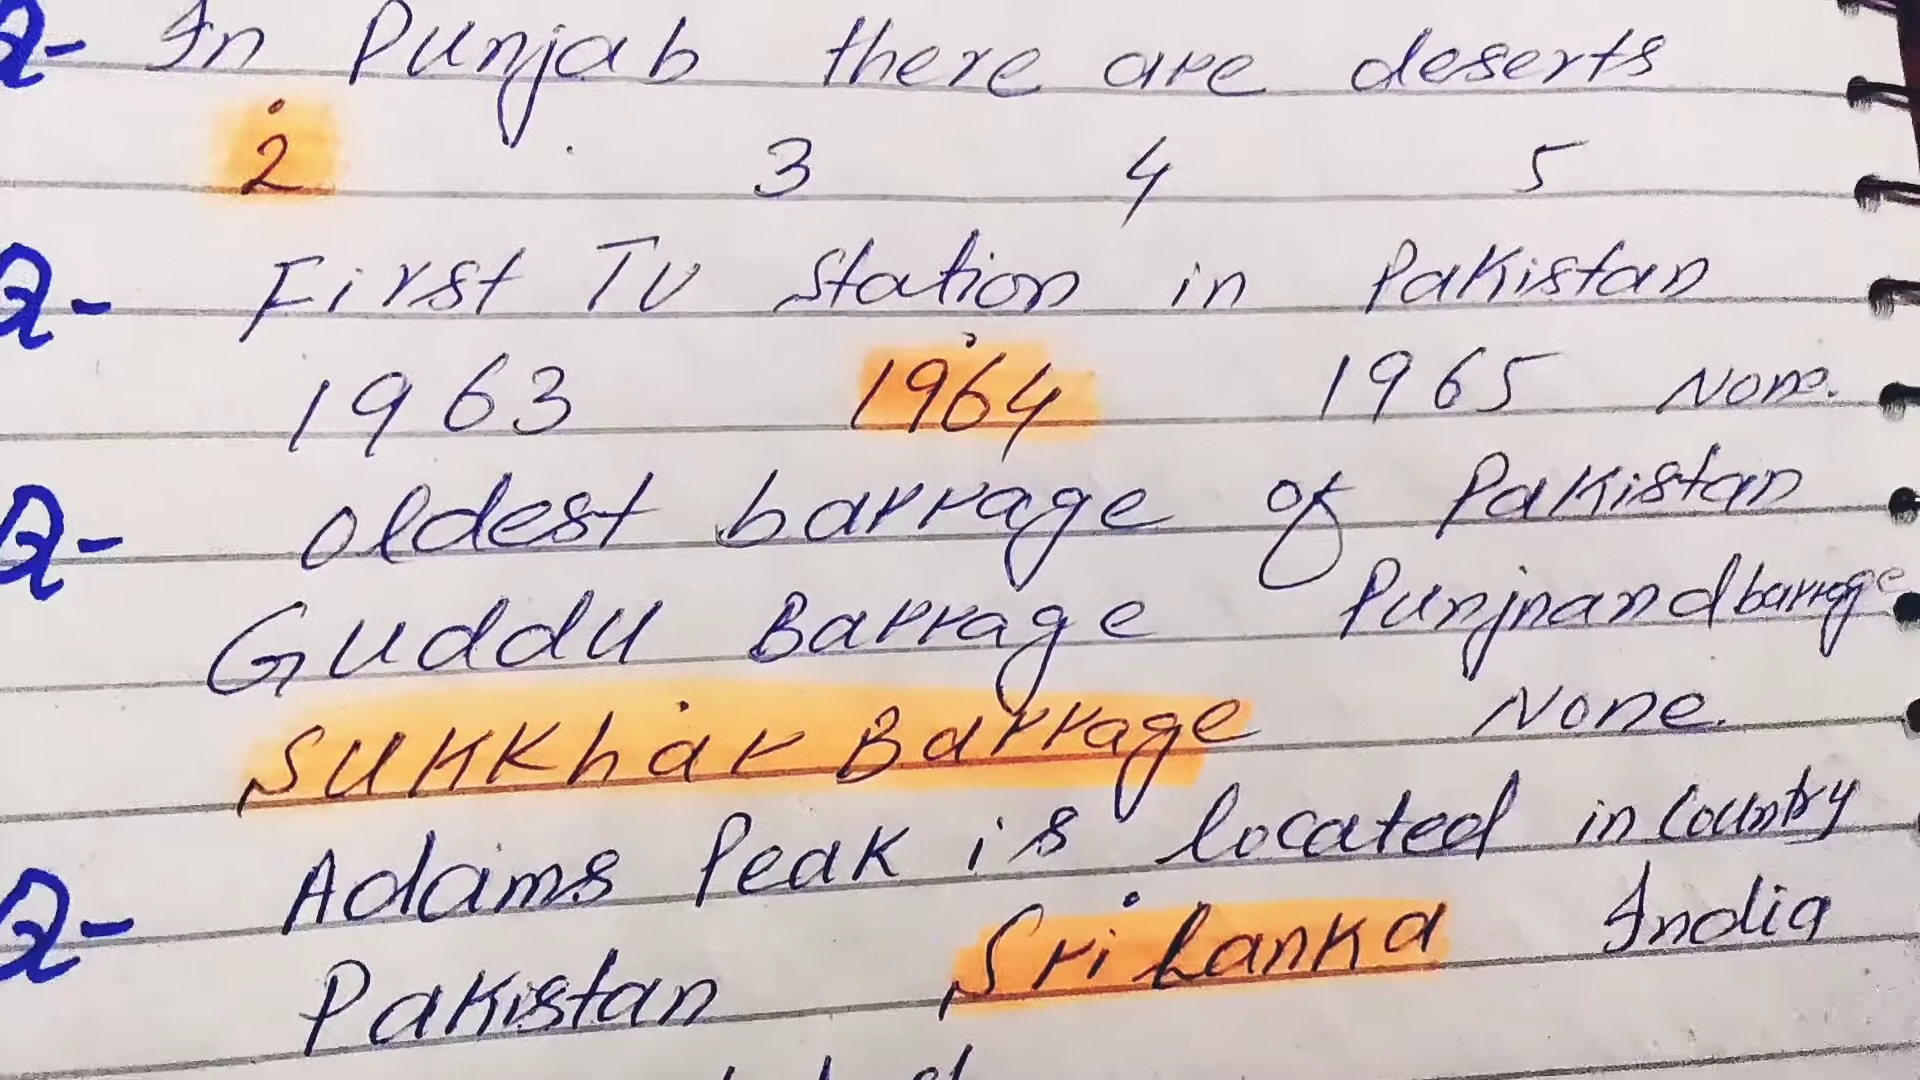 Q- In Punjab there are deserts
2 3 4 5
Q- First TV Station in Pakistan
1963 1964 1965 None.
Q- oldest barrage of Pakistan
Guddu Barrage Punjnand barrage
Sukkhar Barrage None.
Q- Adams Peak is located in Country
Pakistan Sri Lanka India